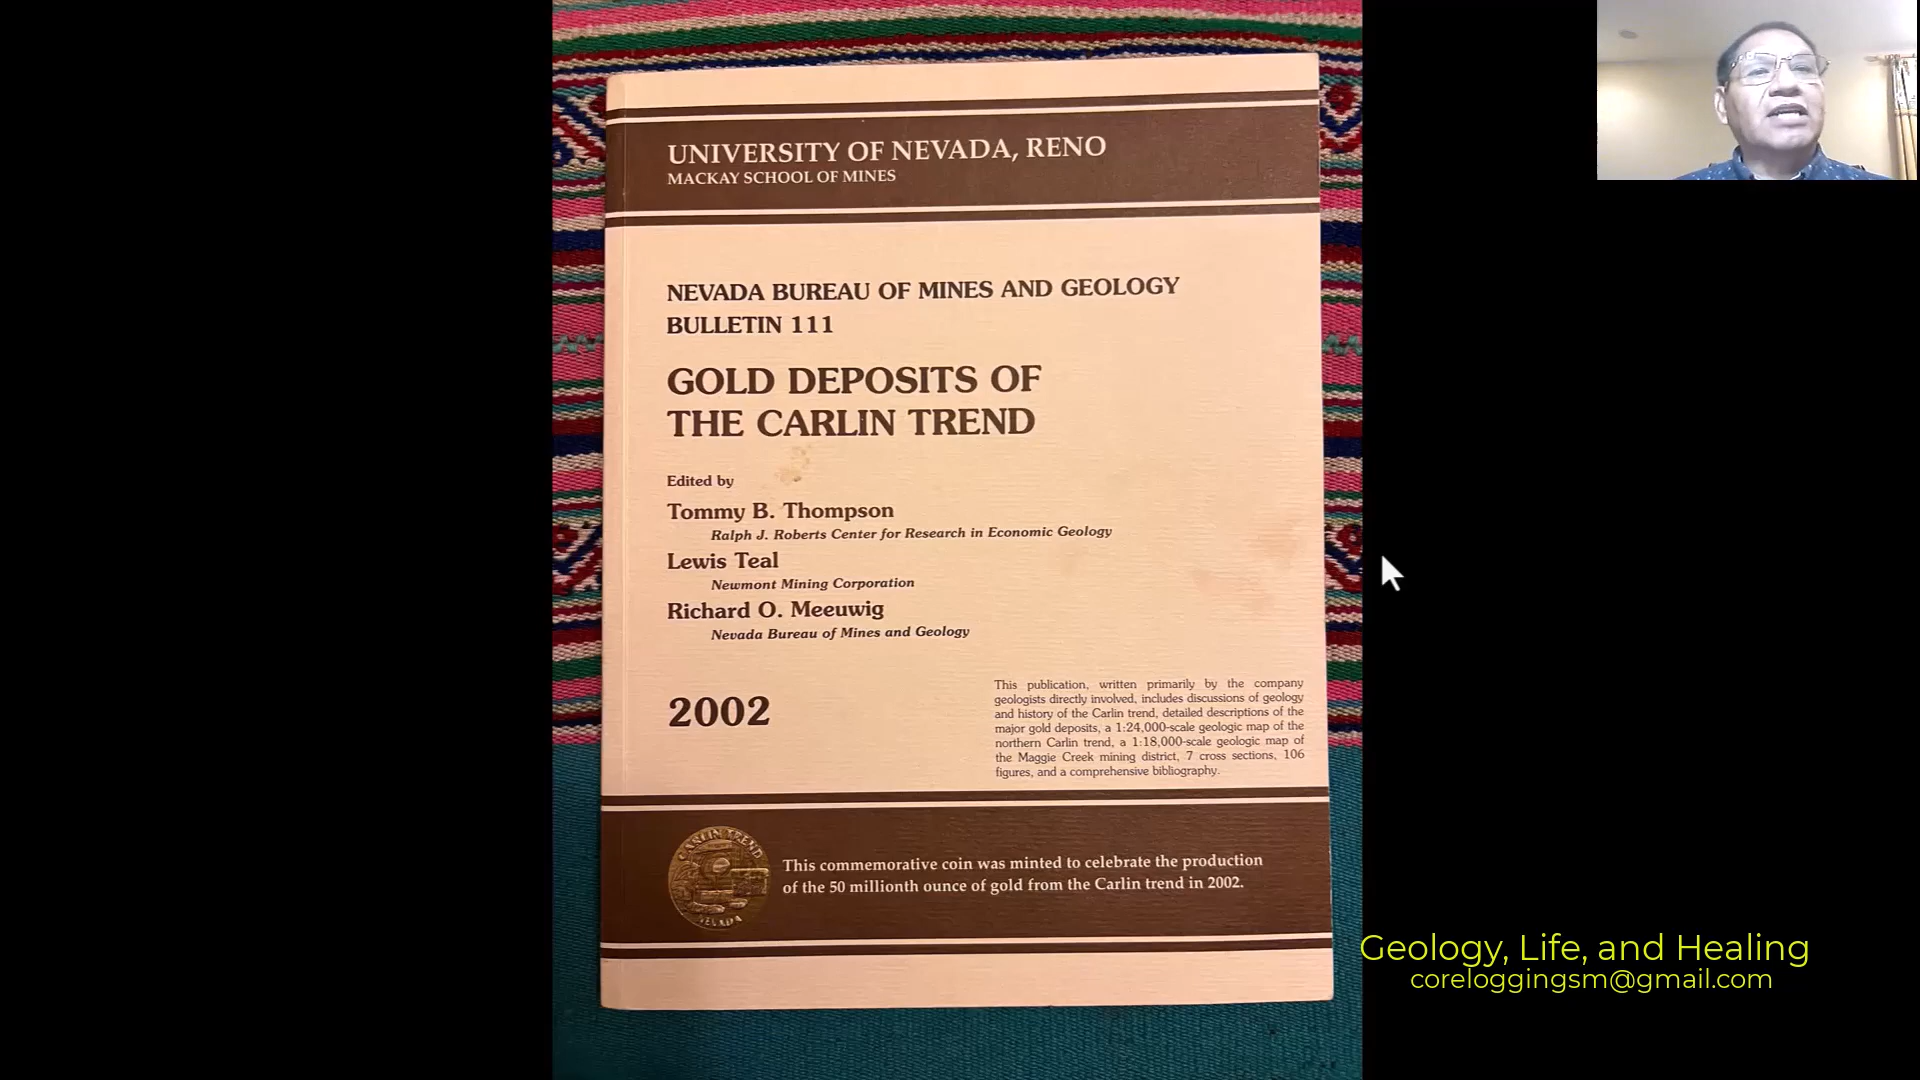 UNIVERSITY OF NEVADA, RENO
MACKAY SCHOOL OF MINES
NEVADA BUREAU OF MINES AND GEOLOGY
BULLETIN 111
GOLD DEPOSITS OF
THE CARLIN TREND
Edited by
Tommy B. Thompson
Ralph J. Roberts Center for Research in Economic Geology
Lewis Teal
Newmont Mining Corporation
Richard O. Meeuwig
Nevada Bureau of Mines and Geology
2002
This publication, written primarily by the company
geologists directly involved, includes discussions of geology
and history of the Carlin trend, detailed descriptions of the
major gold deposits, a 1:24,000-scale geologic map of the
northern Carlin trend, a 1:18,000-scale geologic map of
the Maggie Creek mining district, 7 cross sections, 106
figures, and a comprehensive bibliography.
CARLIN TREND
NEVADA
This commemorative coin was minted to celebrate the production
of the 50 millionth ounce of gold from the Carlin trend in 2002.
Geology, Life, and Healing
coreloggingsm@gmail.com